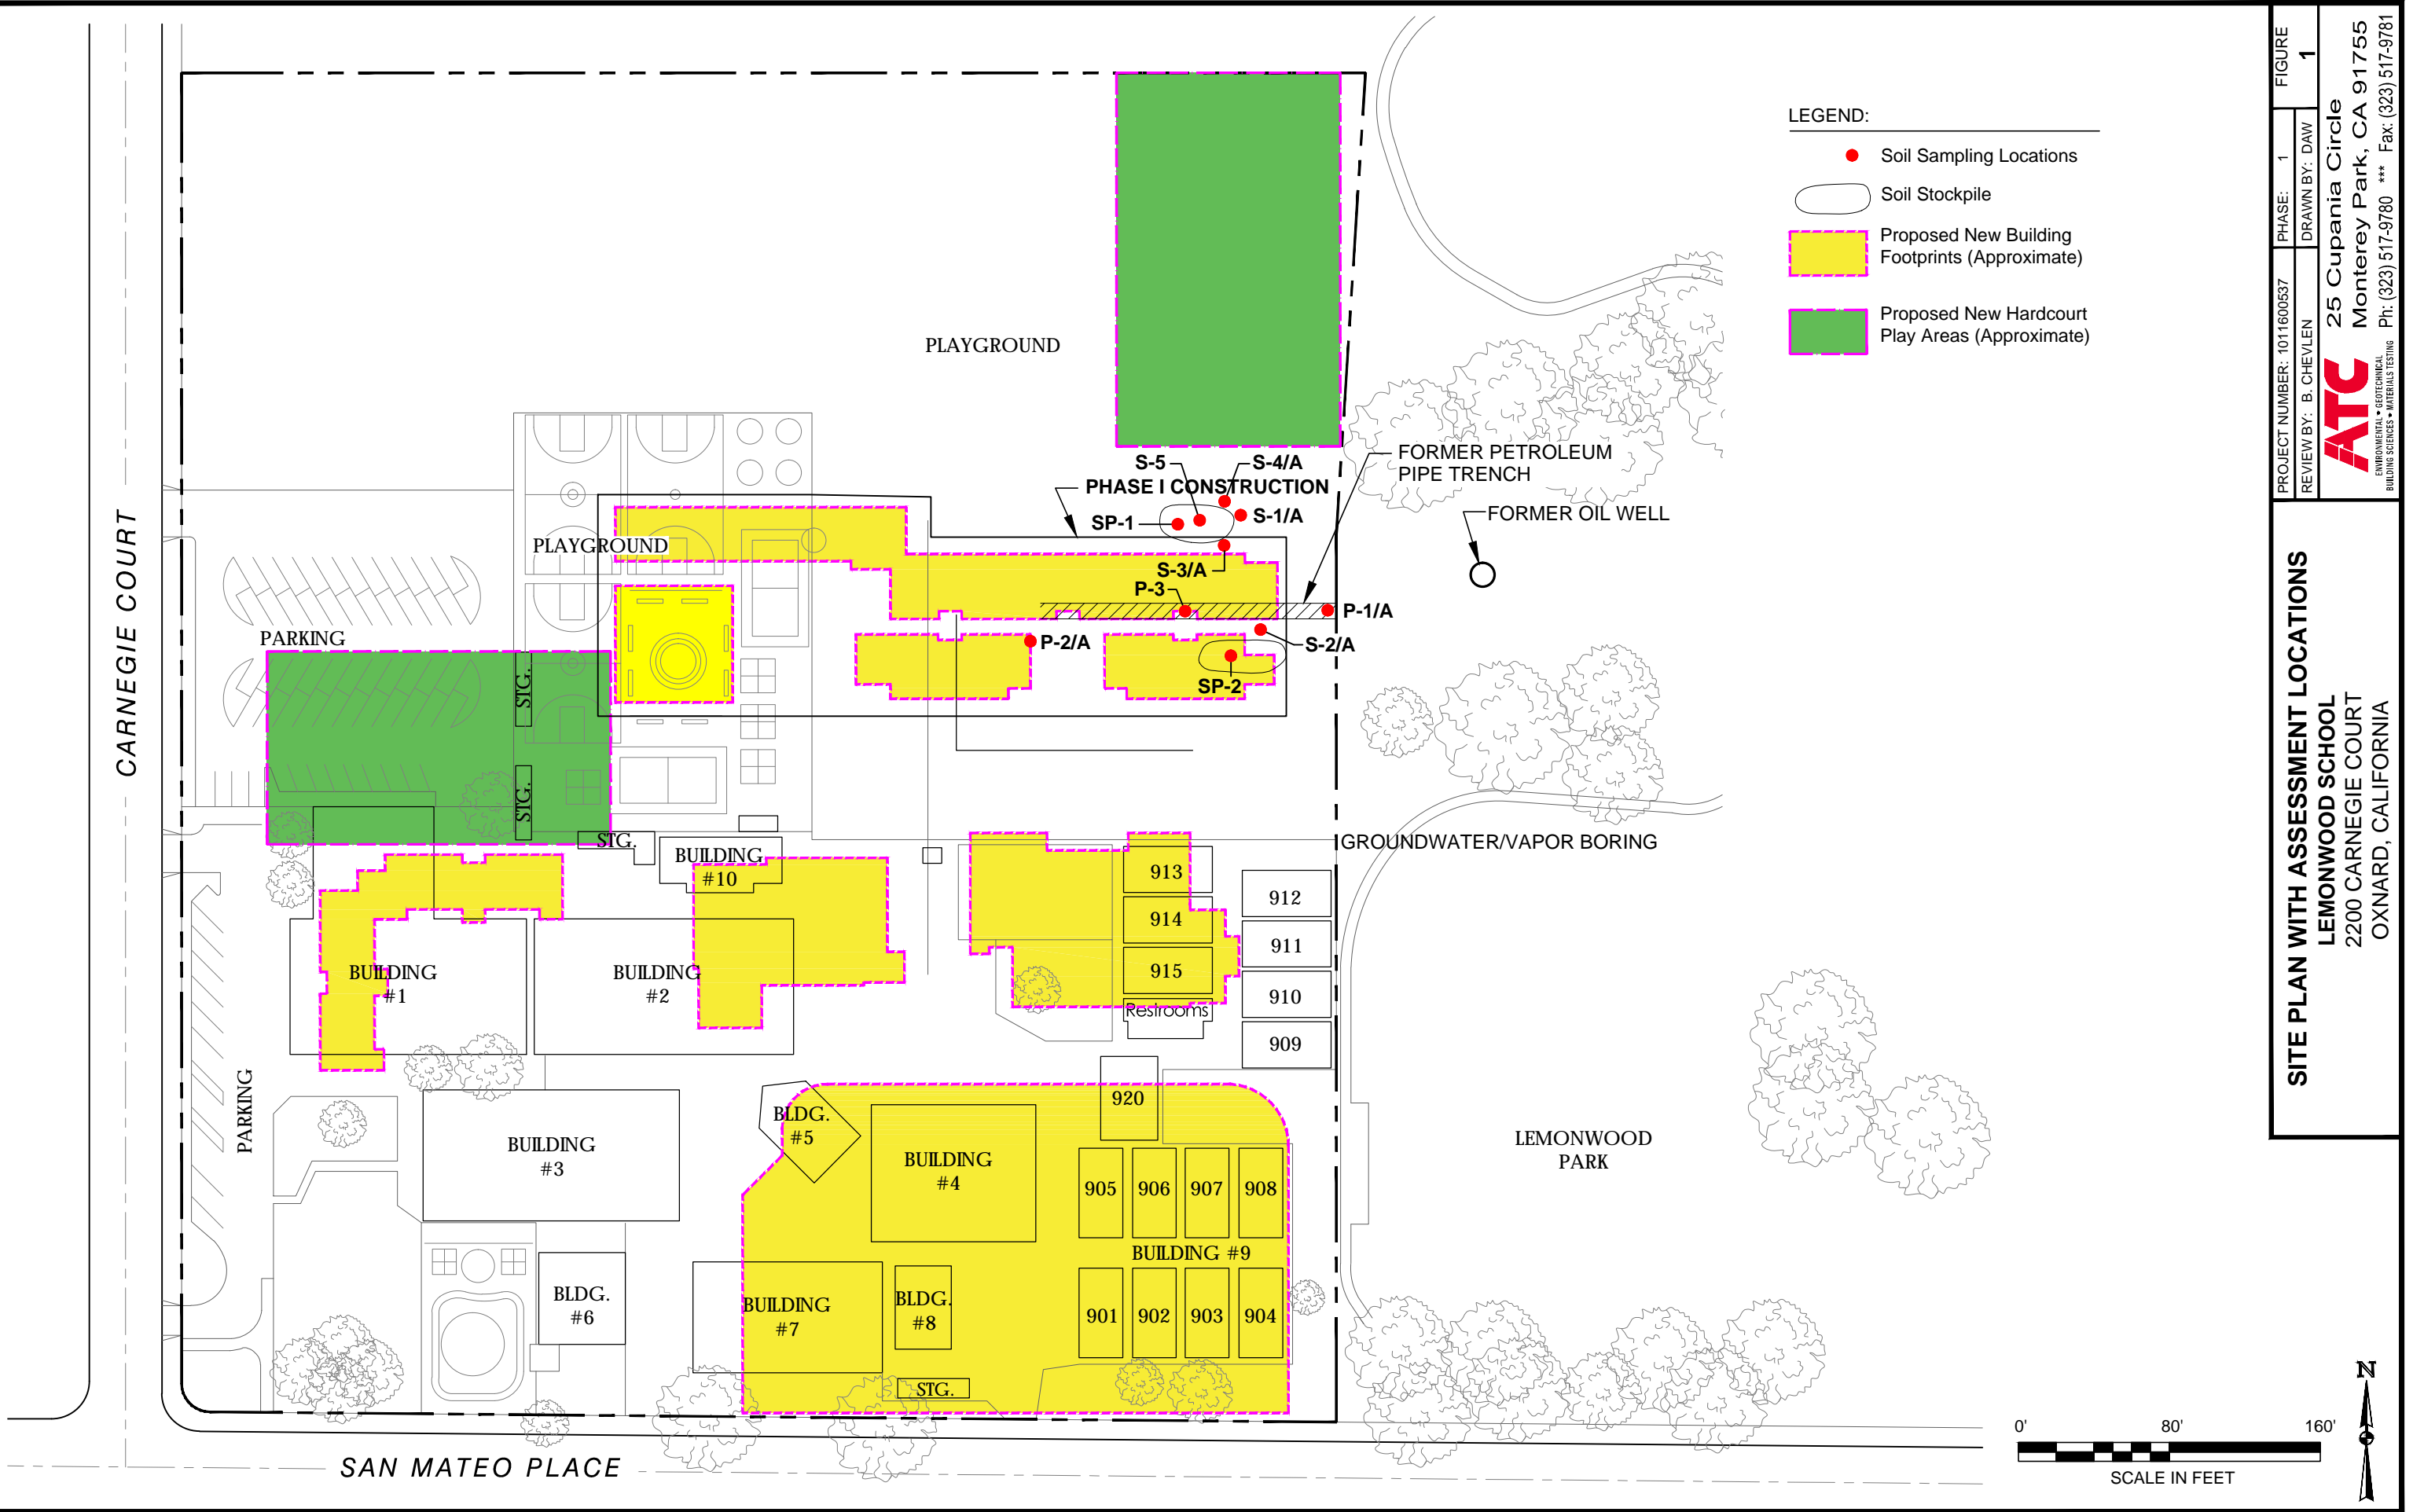 LEGEND:
Soil Sampling Locations
Soil Stockpile
Proposed New Building
Footprints (Approximate)
Proposed New Hardcourt
Play Areas (Approximate)
PLAYGROUND
FORMER PETROLEUM
PIPE TRENCH
S-5
S-4/A
PHASE I CONSTRUCTION
SP-1
S-1/A
FORMER OIL WELL
PLAYGROUND
S-3/A
P-3
P-1/A
P-2/A
S-2/A
SP-2
PARKING
STG.
STG.
STG.
CARNEGIE COURT
BUILDING
#10
GROUNDWATER/VAPOR BORING
913
914
915
Restrooms
912
911
910
909
BUILDING
#1
BUILDING
#2
PARKING
BUILDING
#3
BLDG.
#5
BUILDING
#4
920
905
906
907
908
BUILDING #9
901
902
903
904
BLDG.
#6
BUILDING
#7
BLDG.
#8
STG.
LEMONWOOD
PARK
SAN MATEO PLACE
0'
80'
160'
SCALE IN FEET
N
PROJECT NUMBER: 1011600537
PHASE: 1
FIGURE
1
REVIEW BY: B. CHEVLEN
DRAWN BY: DAW
ATC
ENVIRONMENTAL • GEOTECHNICAL
BUILDING SCIENCES • MATERIALS TESTING
25 Cupania Circle
Monterey Park, CA 91755
Ph: (323) 517-9780 *** Fax: (323) 517-9781
SITE PLAN WITH ASSESSMENT LOCATIONS
LEMONWOOD SCHOOL
2200 CARNEGIE COURT
OXNARD, CALIFORNIA